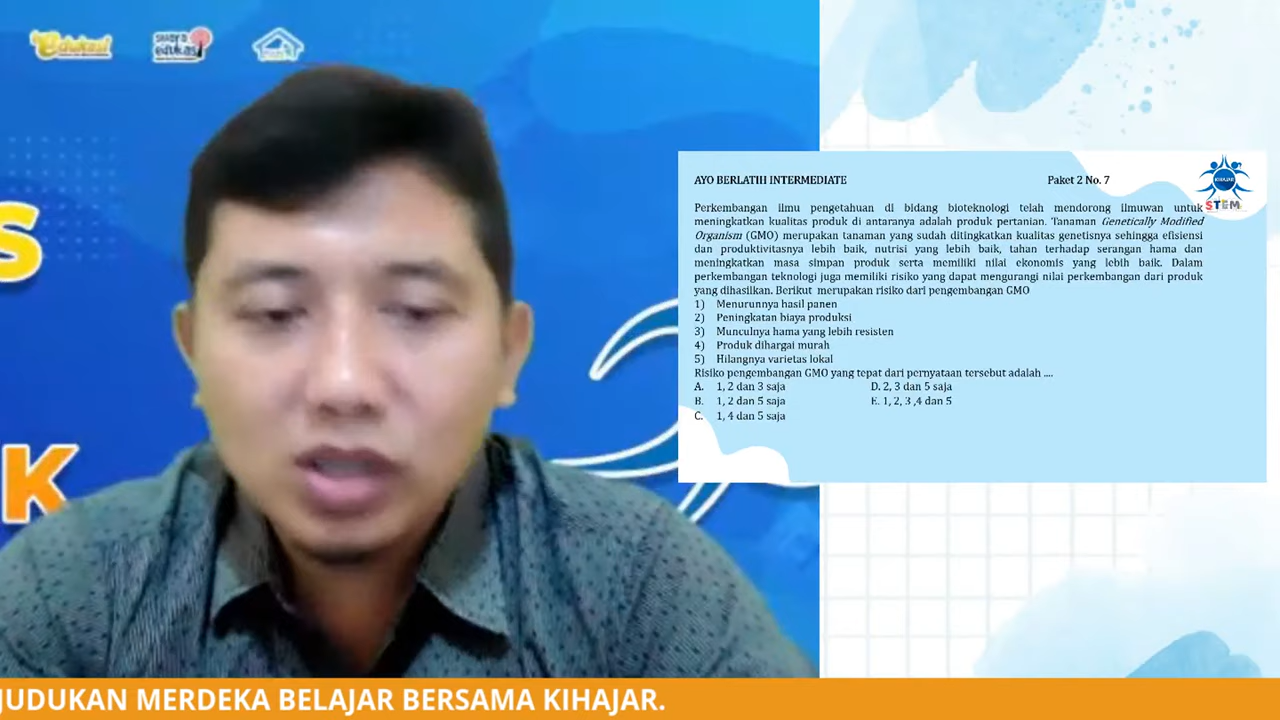 edukasi
edukasi
S
K
AYO BERLATIH INTERMEDIATE
Paket 2 No. 7
KIHAJAR
STEM
Perkembangan ilmu pengetahuan di bidang bioteknologi telah mendorong ilmuwan untuk
meningkatkan kualitas produk di antaranya adalah produk pertanian. Tanaman Genetically Modified
Organism (GMO) merupakan tanaman yang sudah ditingkatkan kualitas genetisnya sehingga efisiensi
dan produktivitasnya lebih baik, nutrisi yang lebih baik, tahan terhadap serangan hama dan
meningkatkan masa simpan produk serta memiliki nilai ekonomis yang lebih baik. Dalam
perkembangan teknologi juga memiliki risiko yang dapat mengurangi nilai perkembangan dari produk
yang dihasilkan. Berikut merupakan risiko dari pengembangan GMO
1) Menurunnya hasil panen
2) Peningkatan biaya produksi
3) Munculnya hama yang lebih resisten
4) Produk dihargai murah
5) Hilangnya varietas lokal
Risiko pengembangan GMO yang tepat dari pernyataan tersebut adalah ....
A. 1, 2 dan 3 saja
D. 2, 3 dan 5 saja
B. 1, 2 dan 5 saja
E. 1, 2, 3 ,4 dan 5
C. 1, 4 dan 5 saja
JUDUKAN MERDEKA BELAJAR BERSAMA KIHAJAR.